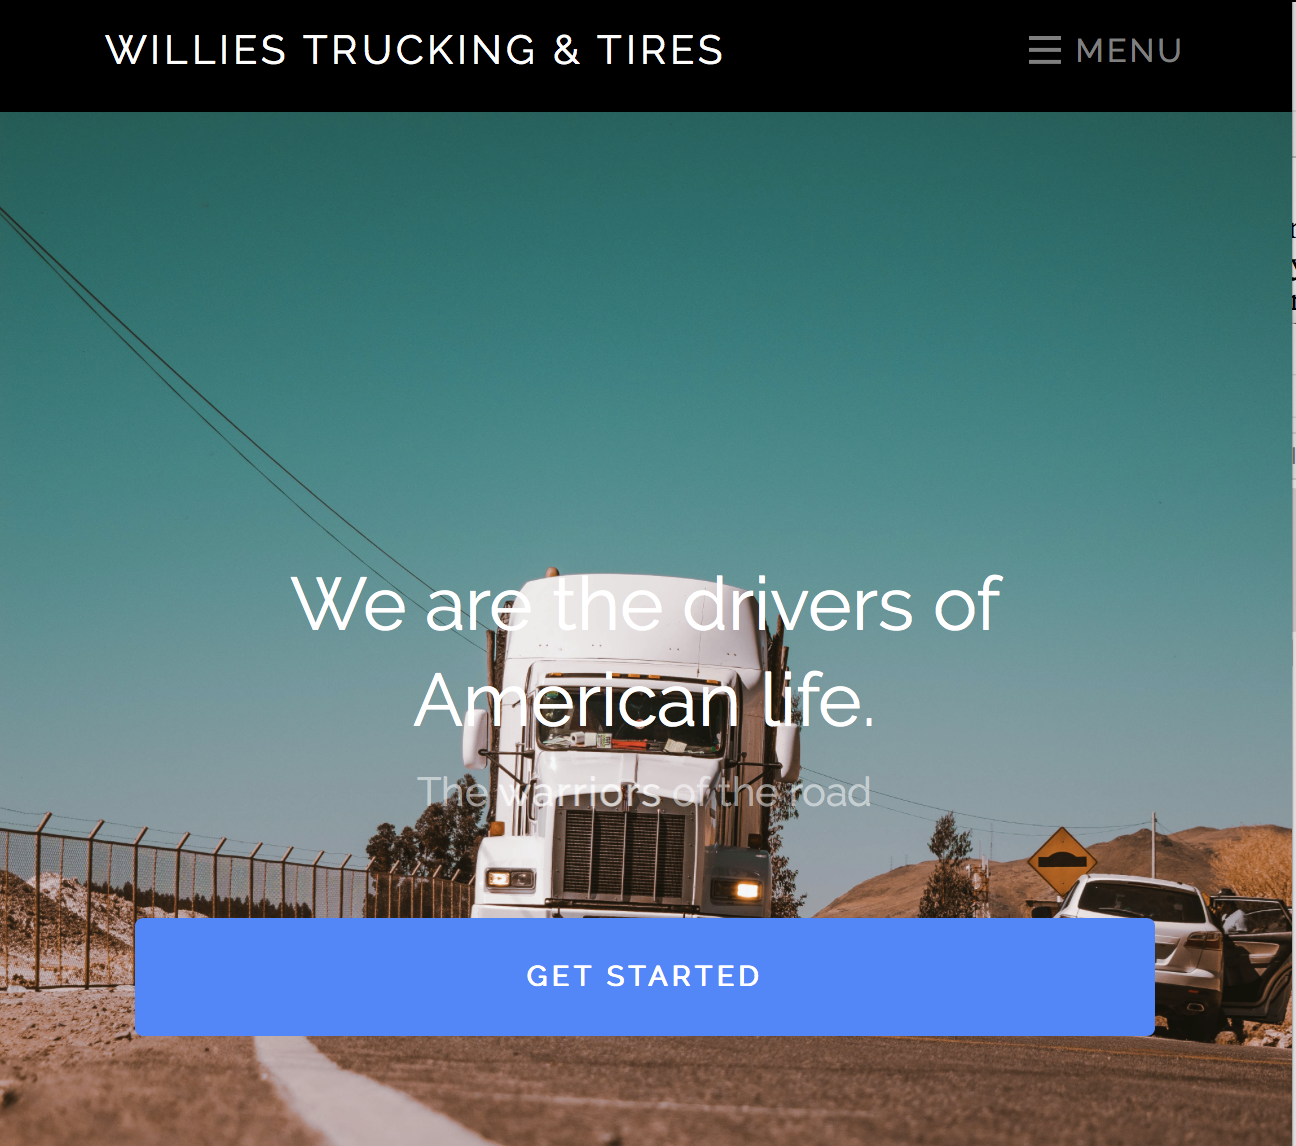 WILLIES TRUCKING & TIRES
MENU
We are the drivers of
American life.
The warriors of the road
GET STARTED